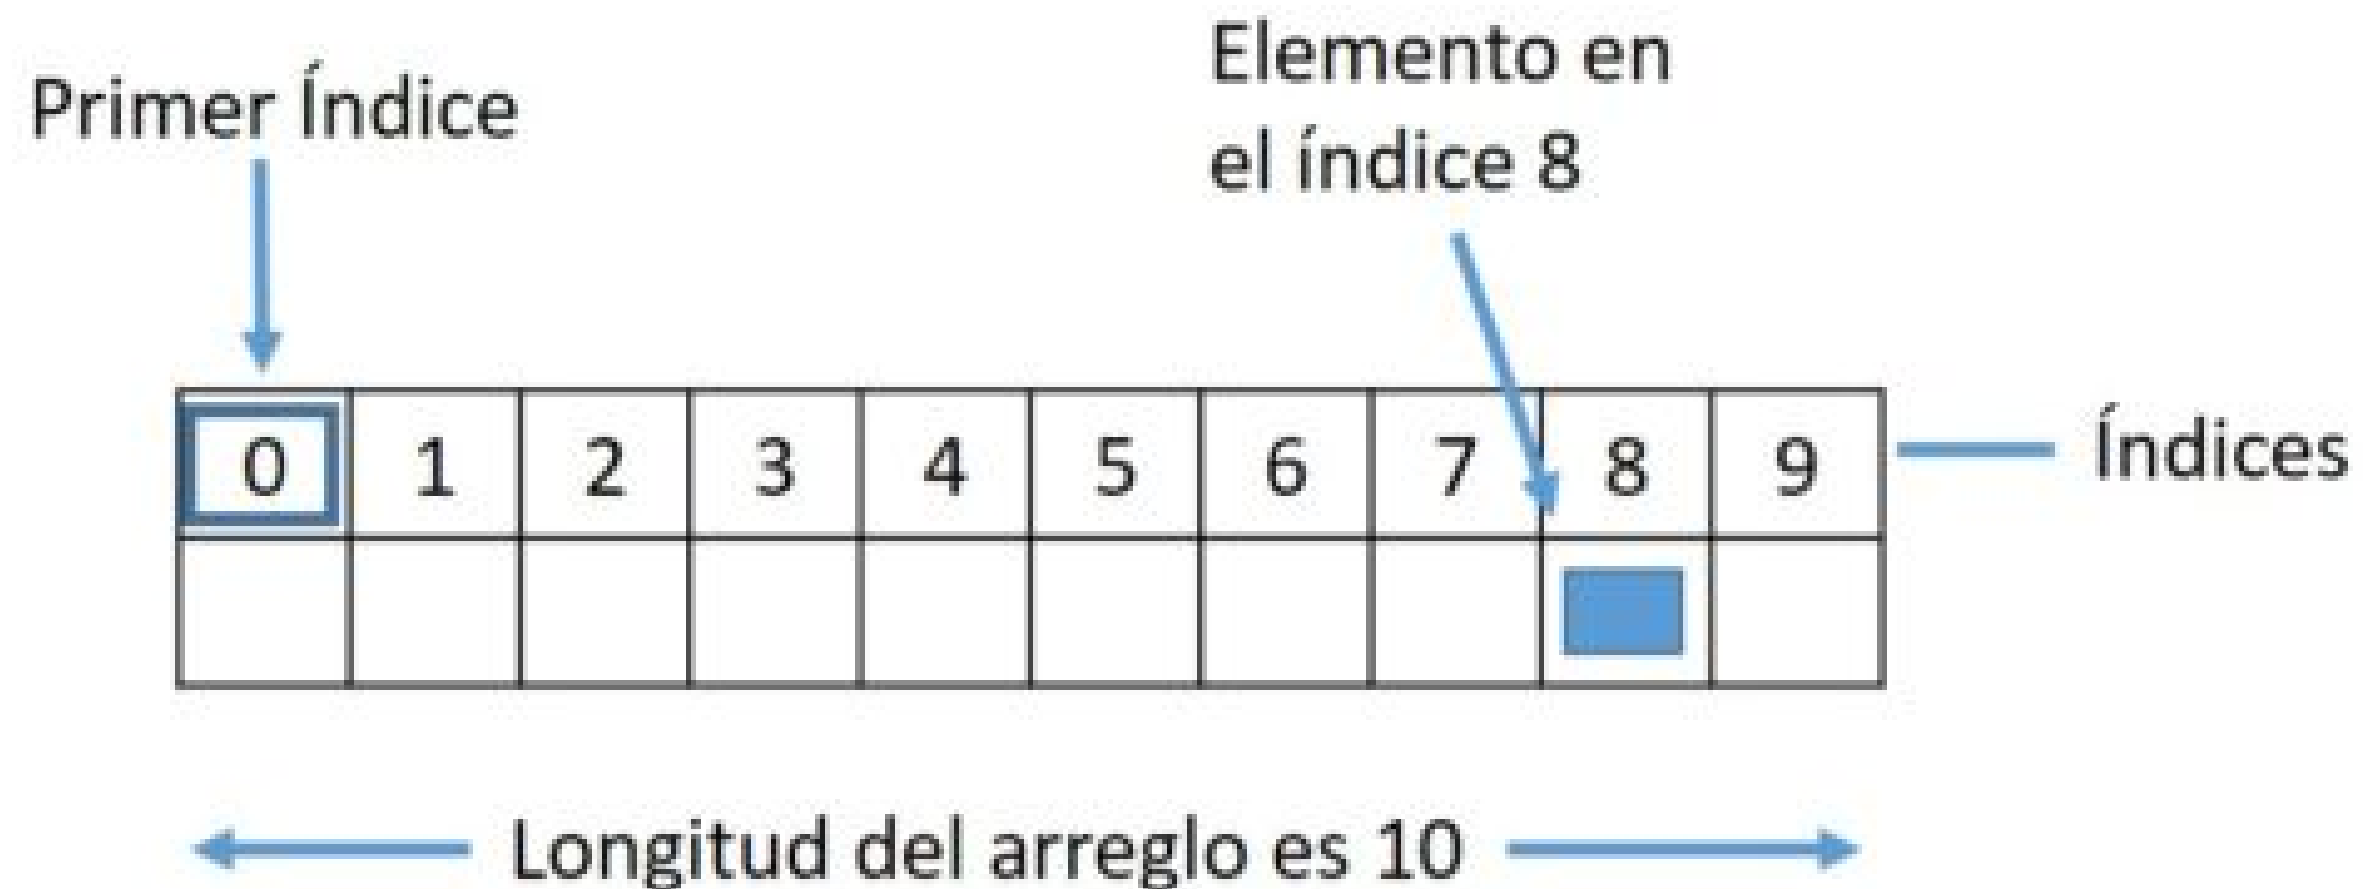 Primer Índice
Elemento en
el índice 8
0 1 2 3 4 5 6 7 8 9
Índices
Longitud del arreglo es 10